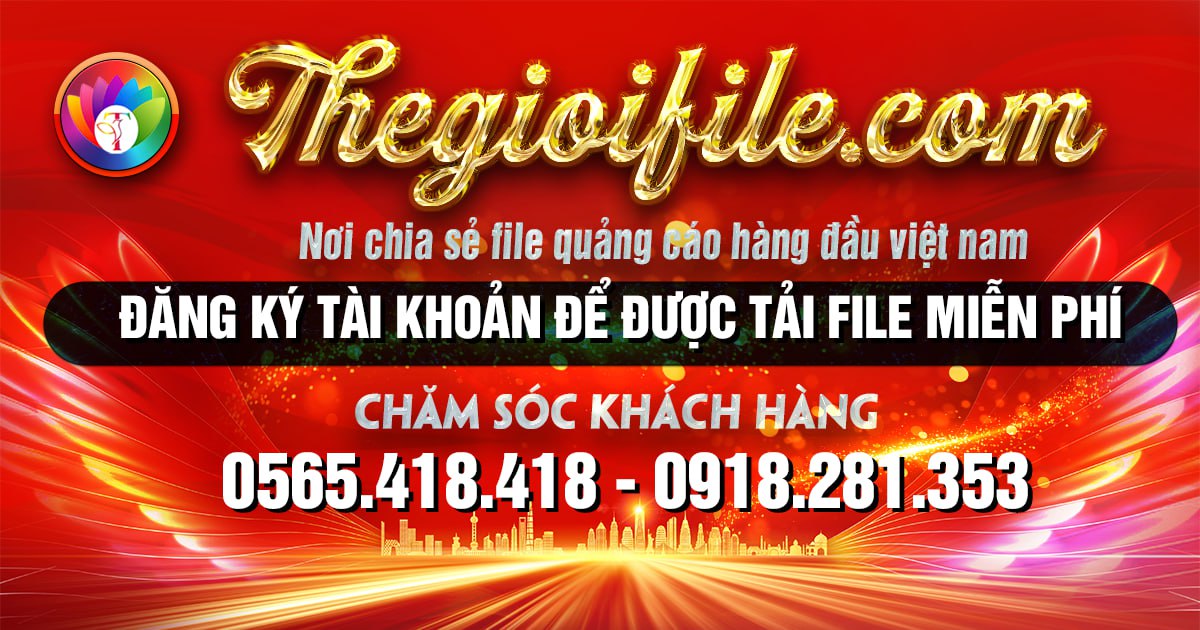 Thegioifile.com
Nơi chia sẻ file quảng cáo hàng đầu việt nam
ĐĂNG KÝ TÀI KHOẢN ĐỂ ĐƯỢC TẢI FILE MIỄN PHÍ
CHĂM SÓC KHÁCH HÀNG
0565.418.418 - 0918.281.353